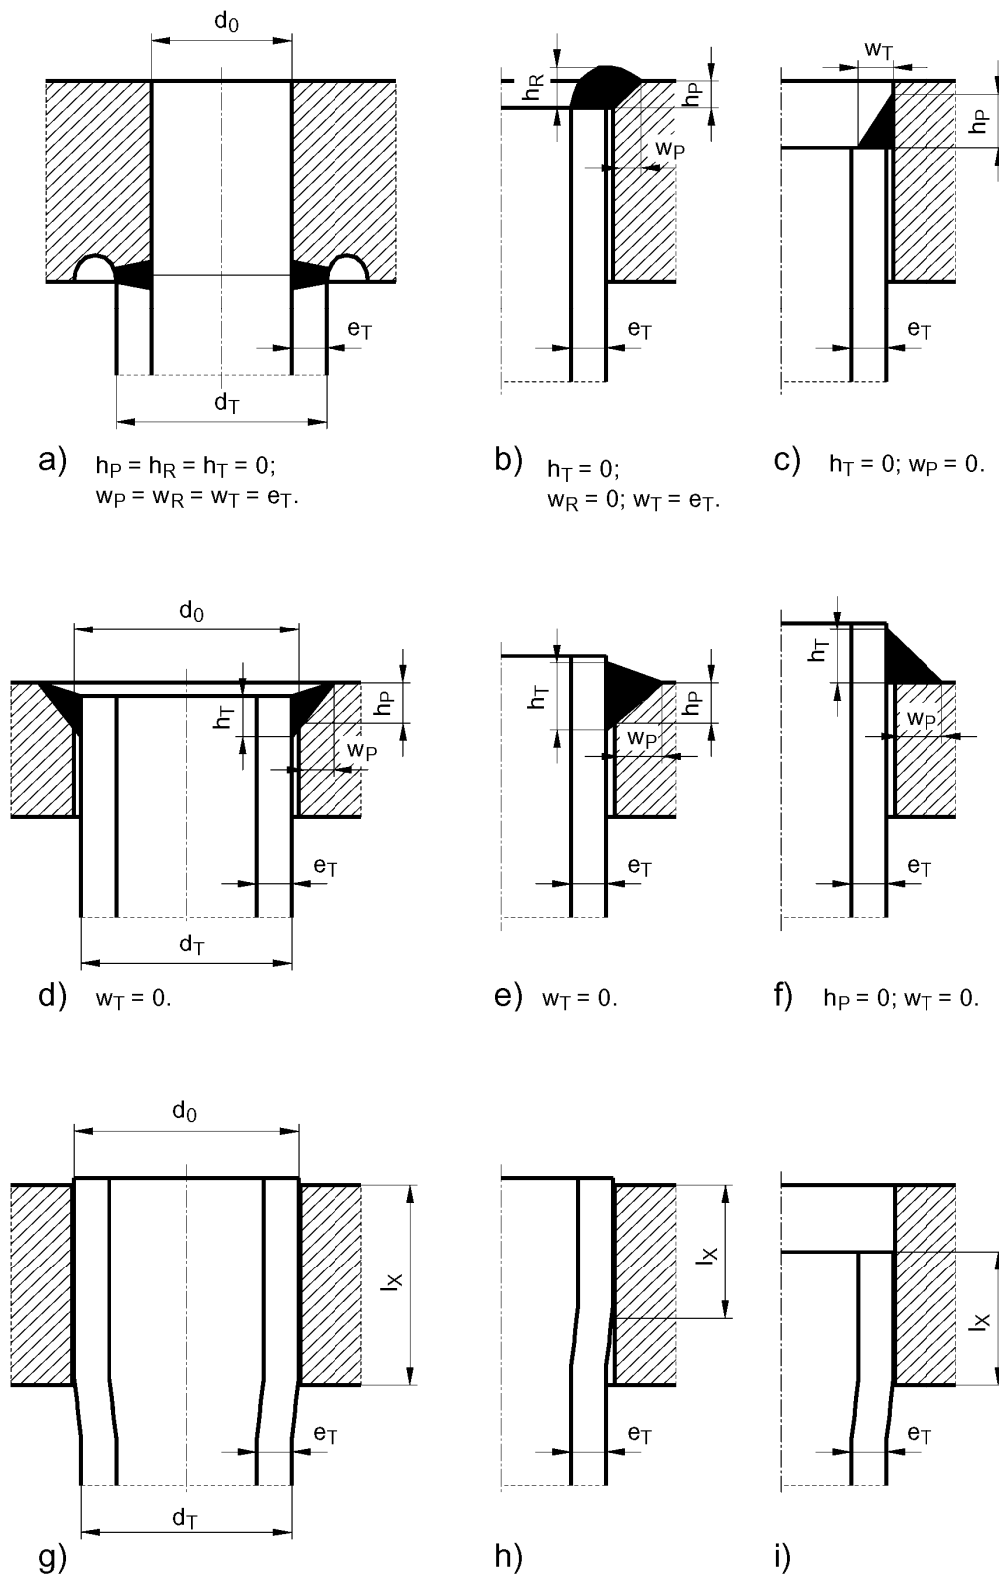 d0
hR
hP
wP
wT
hP
eT
eT
eT
dT
a) hP = hR = hT = 0;
wP = wR = wT = eT.
b) hT = 0;
wR = 0; wT = eT.
c) hT = 0; wP = 0.
d0
hT
hP
wP
hT
hP
wP
hT
wP
eT
eT
eT
dT
d) wT = 0.
e) wT = 0.
f) hP = 0; wT = 0.
d0
lX
lX
lX
eT
eT
eT
dT
g)
h)
i)